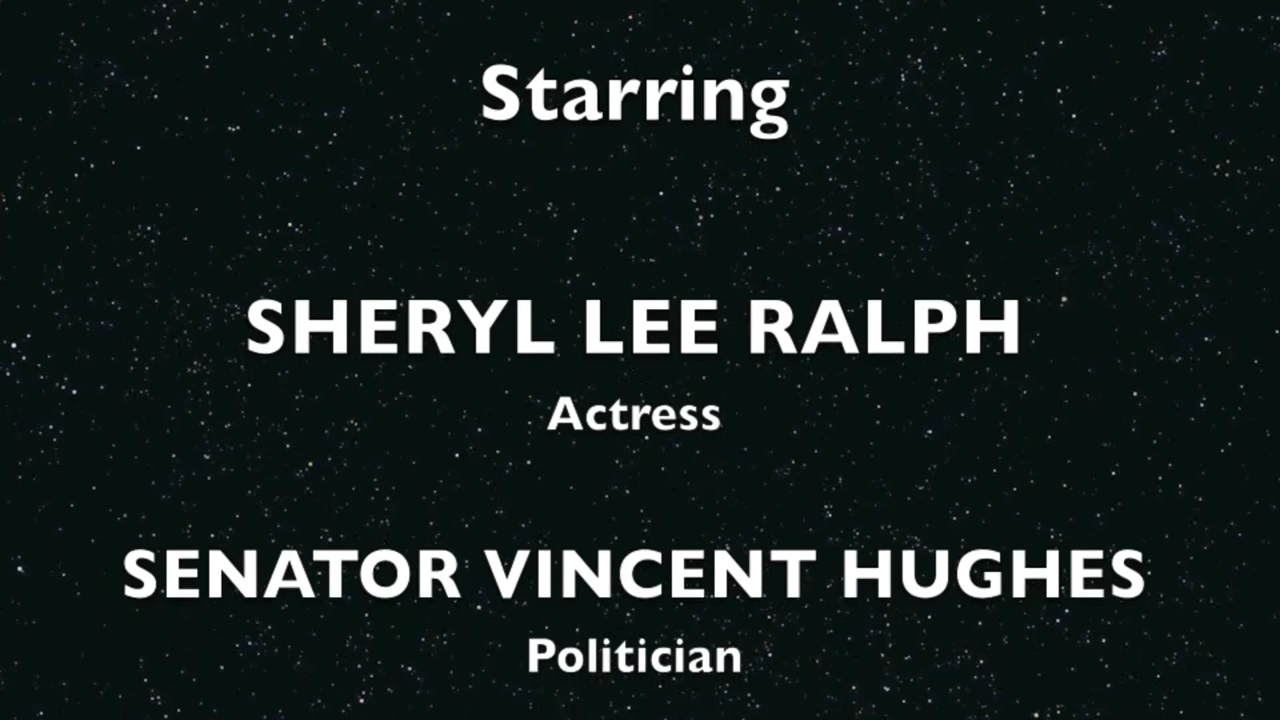 Starring
SHERYL LEE RALPH
Actress
SENATOR VINCENT HUGHES
Politician